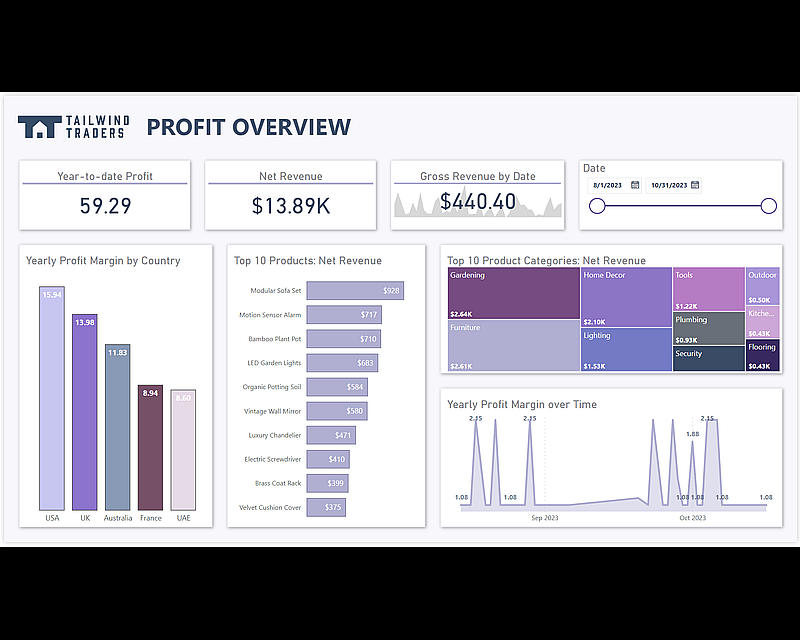 TAILWIND
TRADERS
PROFIT OVERVIEW
Year-to-date Profit
59.29
Net Revenue
$13.89K
Gross Revenue by Date
$440.40
Date
8/1/2023
10/31/2023
Yearly Profit Margin by Country
15.94
13.98
11.83
8.94
8.60
USA
UK
Australia
France
UAE
Top 10 Products: Net Revenue
Modular Sofa Set $928
Motion Sensor Alarm $717
Bamboo Plant Pot $710
LED Garden Lights $683
Organic Potting Soil $584
Vintage Wall Mirror $580
Luxury Chandelier $471
Electric Screwdriver $410
Brass Coat Rack $399
Velvet Cushion Cover $375
Top 10 Product Categories: Net Revenue
Gardening
$2.64K
Furniture
$2.61K
Home Decor
$2.10K
Lighting
$1.53K
Tools
$1.22K
Plumbing
$0.93K
Security
Outdoor
$0.50K
Kitche...
$0.43K
Flooring
$0.43K
Yearly Profit Margin over Time
2.15
2.15
2.15
1.88
1.08
1.08
1.08
1.08
1.08
1.08
Sep 2023
Oct 2023